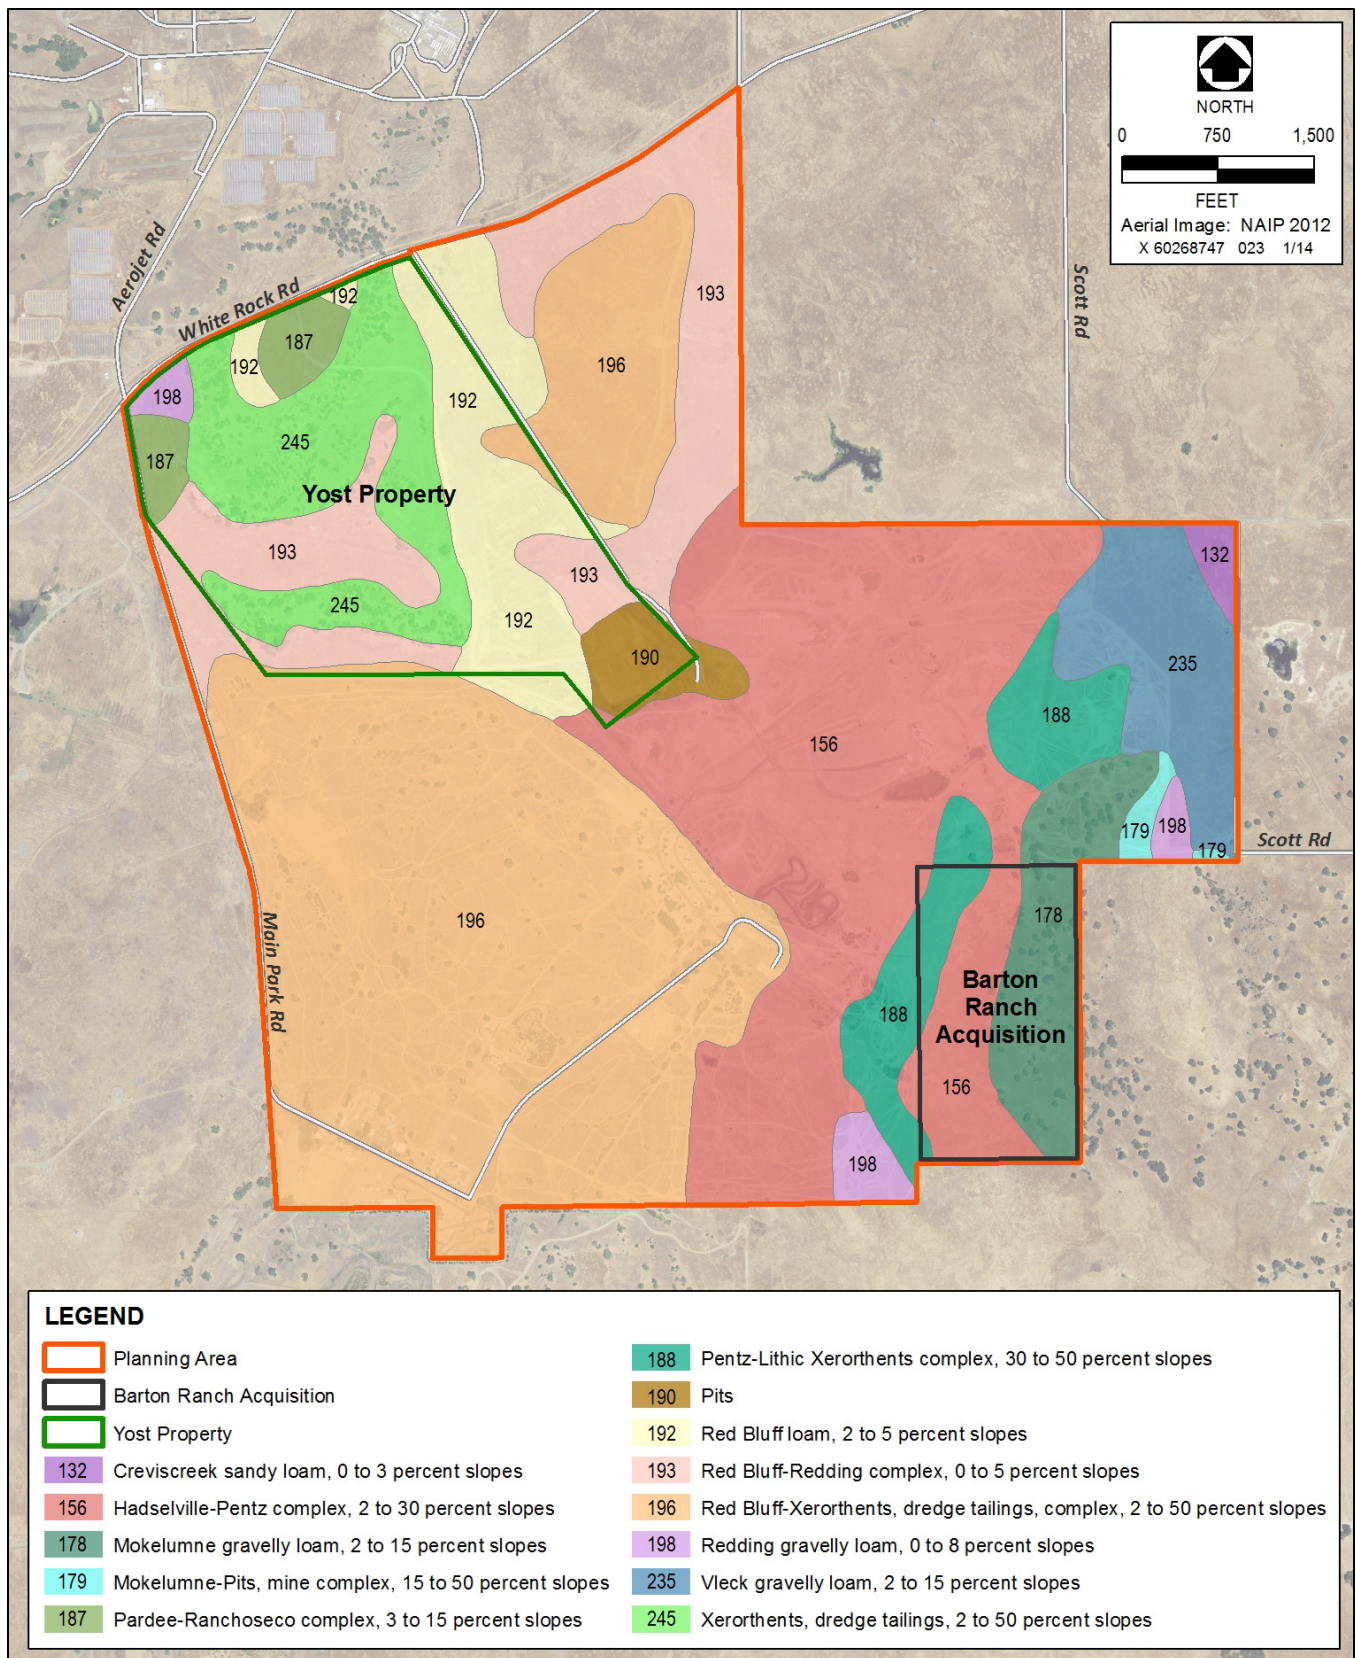 NORTH
0 750 1,500
FEET
Aerial Image: NAIP 2012
X 60268747 023 1/14
Aerojet Rd
White Rock Rd
Scott Rd
192
187
192
198
187
245
Yost Property
192
196
193
193
245
193
192
190
132
235
188
156
179
198
179
Scott Rd
196
Main Park Rd
178
188
Barton
Ranch
Acquisition
156
198
LEGEND
Planning Area
Barton Ranch Acquisition
Yost Property
132 Creviscreek sandy loam, 0 to 3 percent slopes
156 Hadselville-Pentz complex, 2 to 30 percent slopes
178 Mokelumne gravelly loam, 2 to 15 percent slopes
179 Mokelumne-Pits, mine complex, 15 to 50 percent slopes
187 Pardee-Ranchoseco complex, 3 to 15 percent slopes
188 Pentz-Lithic Xerorthents complex, 30 to 50 percent slopes
190 Pits
192 Red Bluff loam, 2 to 5 percent slopes
193 Red Bluff-Redding complex, 0 to 5 percent slopes
196 Red Bluff-Xerorthents, dredge tailings, complex, 2 to 50 percent slopes
198 Redding gravelly loam, 0 to 8 percent slopes
235 Vleck gravelly loam, 2 to 15 percent slopes
245 Xerorthents, dredge tailings, 2 to 50 percent slopes